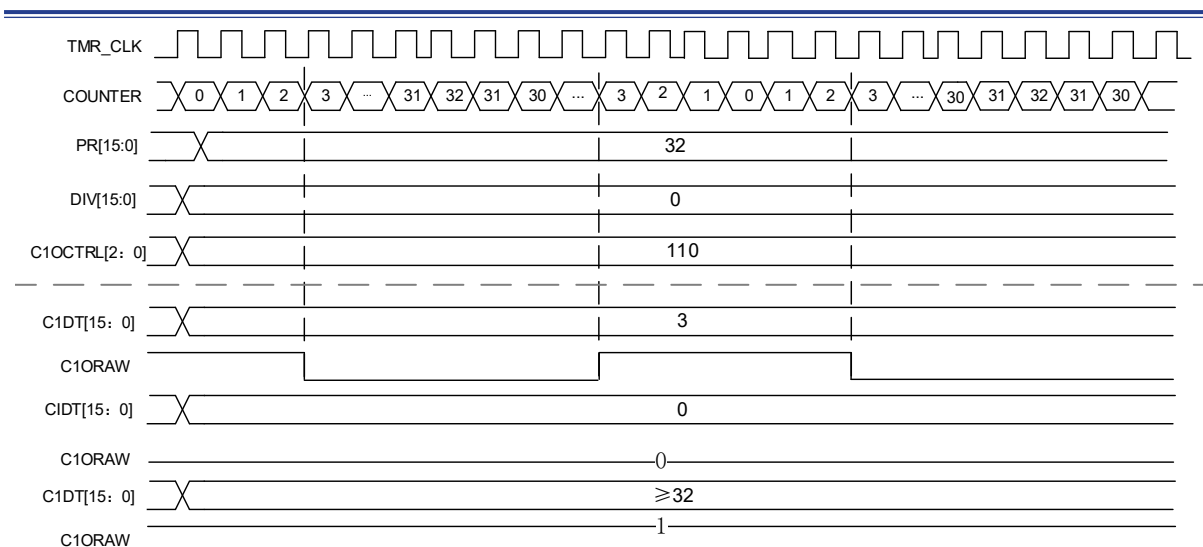 TMR_CLK
COUNTER 0 1 2 3 ... 31 32 31 30 ... 3 2 1 0 1 2 3 ... 30 31 32 31 30
PR[15:0] 32
DIV[15:0] 0
C1OCTRL[2：0] 110
C1DT[15：0] 3
C1ORAW
CIDT[15：0] 0
C1ORAW 0
C1DT[15：0] ≥32
C1ORAW 1